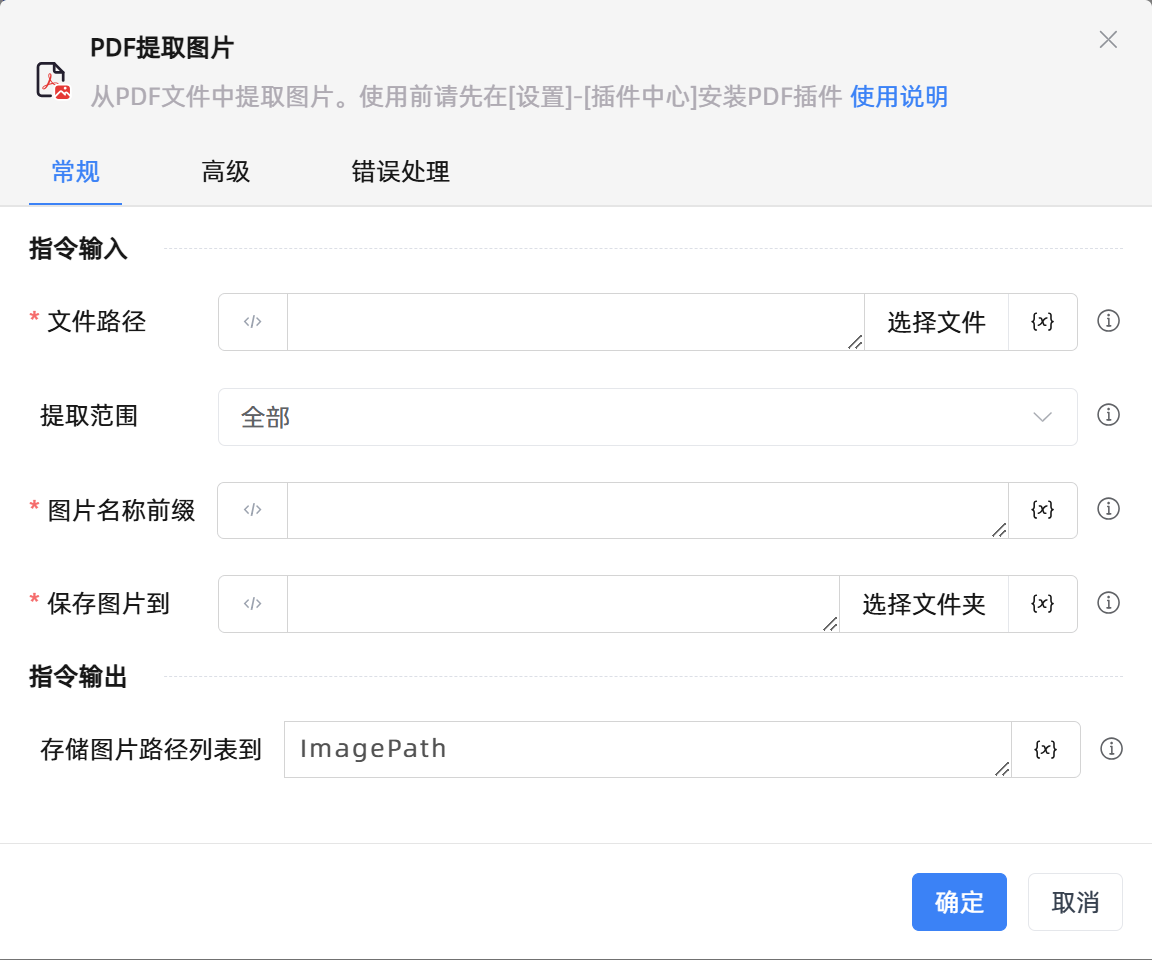 PDF提取图片
从PDF文件中提取图片。使用前请先在[设置]-[插件中心]安装PDF插件 使用说明
常规 高级 错误处理
指令输入
* 文件路径 </> 选择文件 {x}
提取范围 全部
* 图片名称前缀 </> {x}
* 保存图片到 </> 选择文件夹 {x}
指令输出
存储图片路径列表到 ImagePath {x}
确定 取消